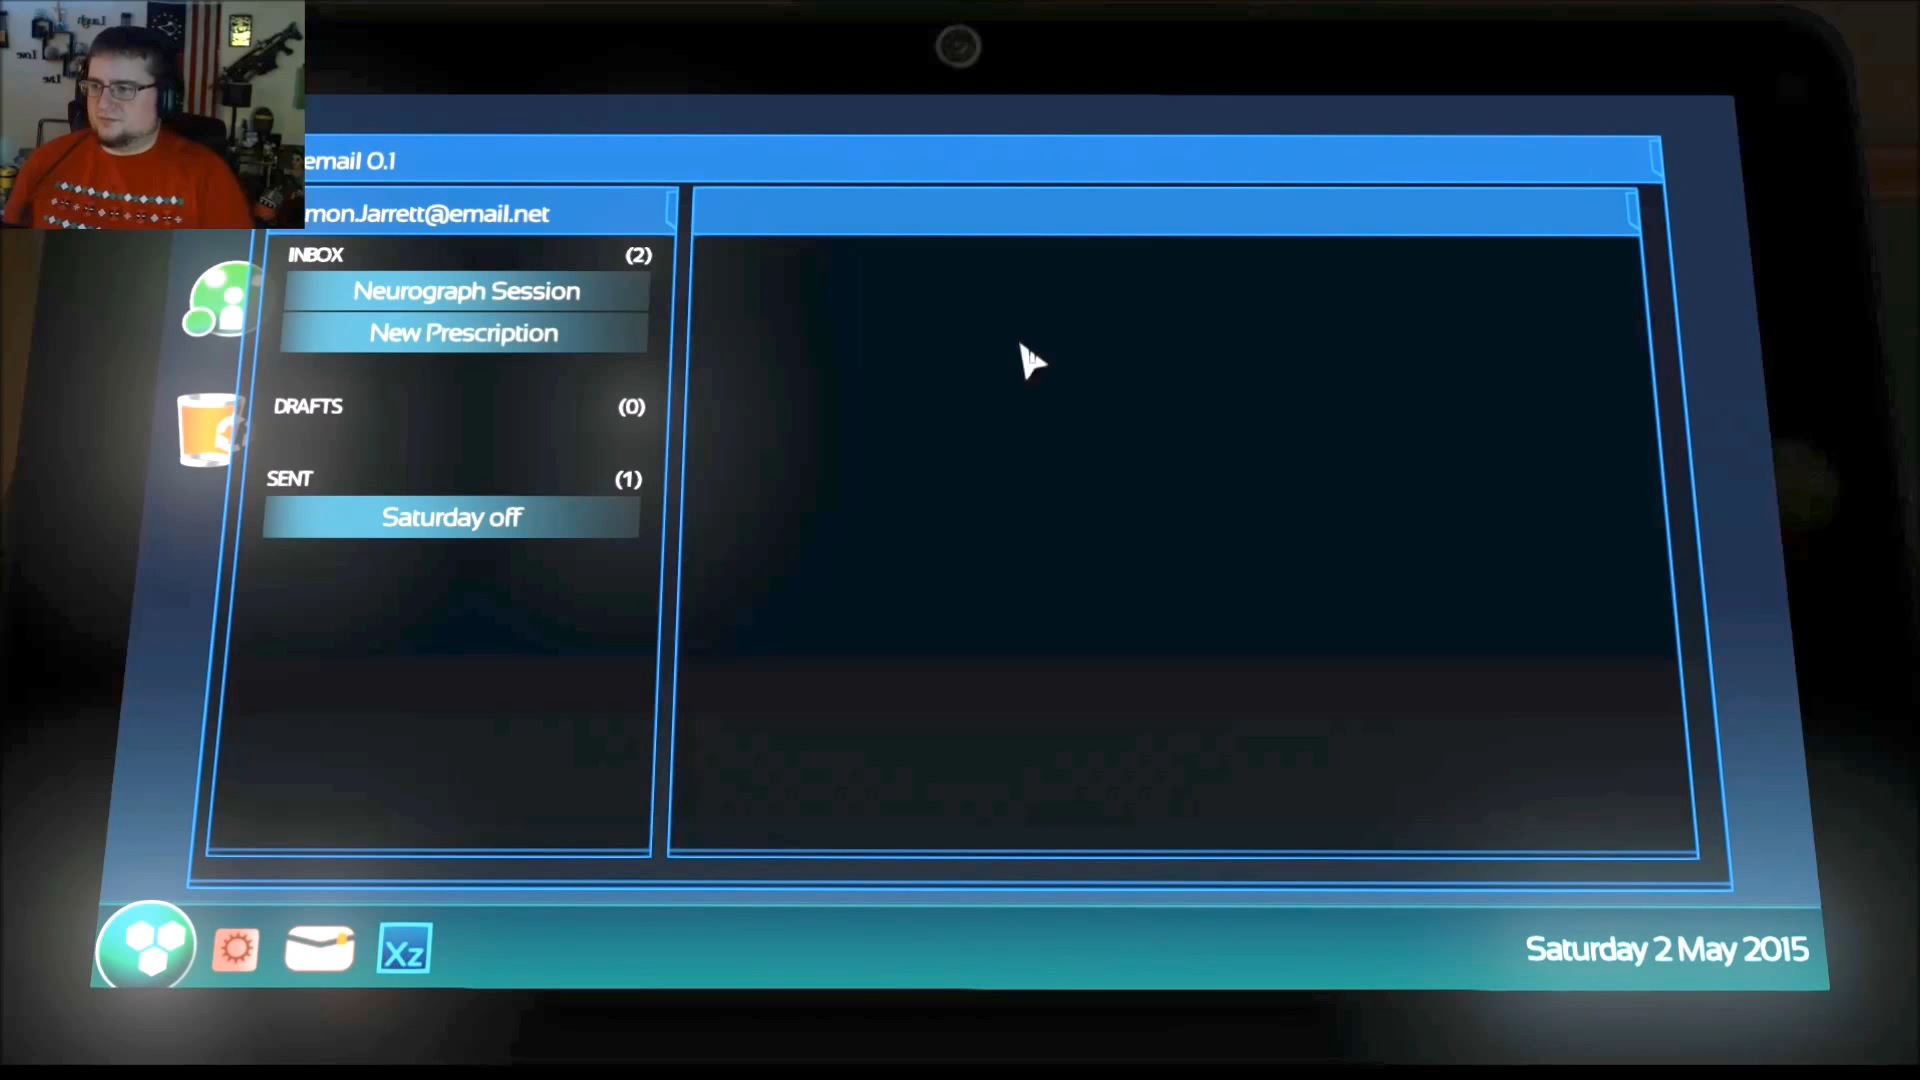 email 0.1
mon.Jarrett@email.net
INBOX (2)
Neurograph Session
New Prescription
DRAFTS (0)
SENT (1)
Saturday off
Xz
Saturday 2 May 2015